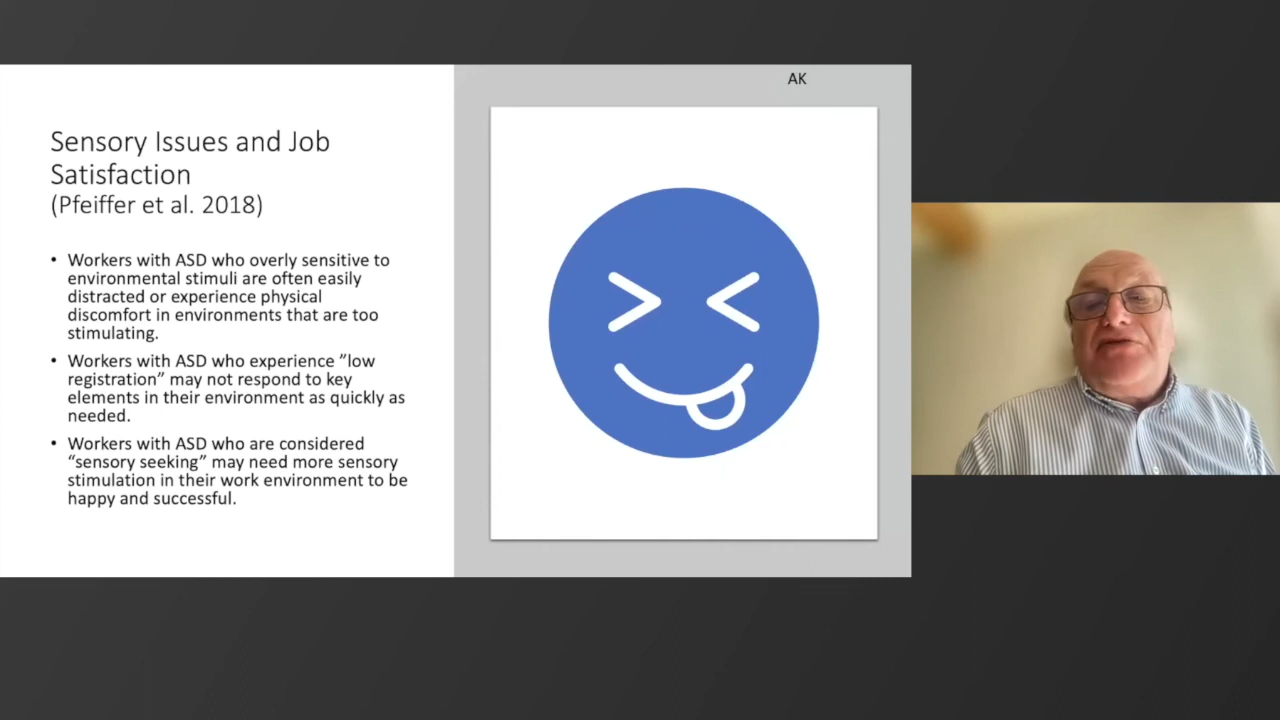 AK
Sensory Issues and Job
Satisfaction
(Pfeiffer et al. 2018)
• Workers with ASD who overly sensitive to
environmental stimuli are often easily
distracted or experience physical
discomfort in environments that are too
stimulating.
• Workers with ASD who experience ”low
registration” may not respond to key
elements in their environment as quickly as
needed.
• Workers with ASD who are considered
“sensory seeking” may need more sensory
stimulation in their work environment to be
happy and successful.